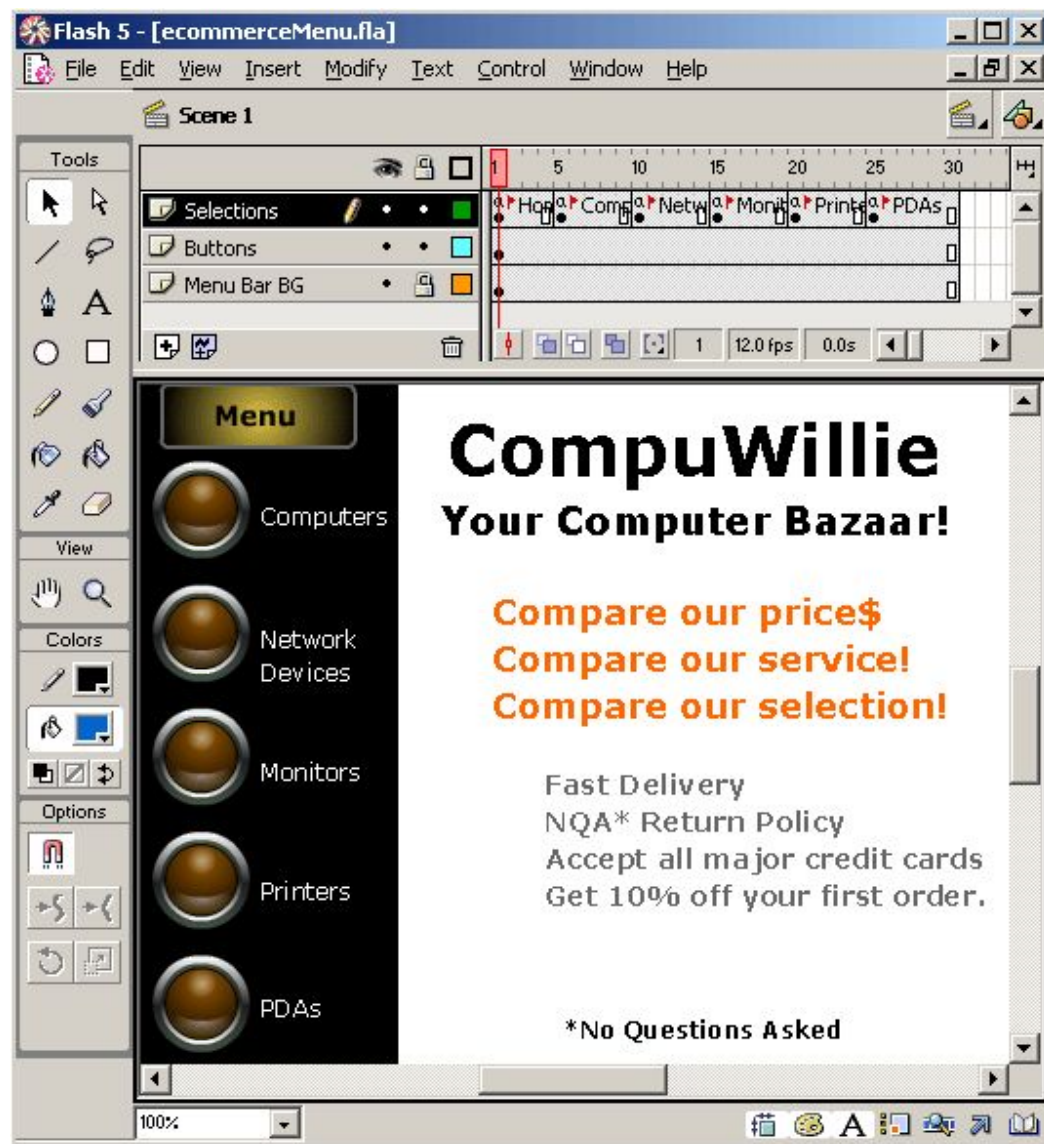 Flash 5 - [ecommerceMenu.fla]
File Edit View Insert Modify Text Control Window Help
Scene 1
Tools
1 5 10 15 20 25 30
Selections
Buttons
Menu Bar BG
PDAs
1 12.0 fps 0.0s
View
Colors
Options
Menu
Computers
Network
Devices
Monitors
Printers
PDAs
CompuWillie
Your Computer Bazaar!
Compare our price$
Compare our service!
Compare our selection!
Fast Delivery
NQA* Return Policy
Accept all major credit cards
Get 10% off your first order.
*No Questions Asked
100%